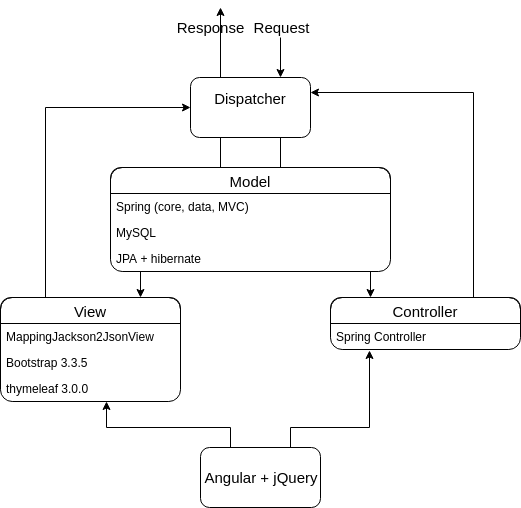 Response Request
Dispatcher
Model
Spring (core, data, MVC)
MySQL
JPA + hibernate
View
MappingJackson2JsonView
Bootstrap 3.3.5
thymeleaf 3.0.0
Controller
Spring Controller
Angular + jQuery